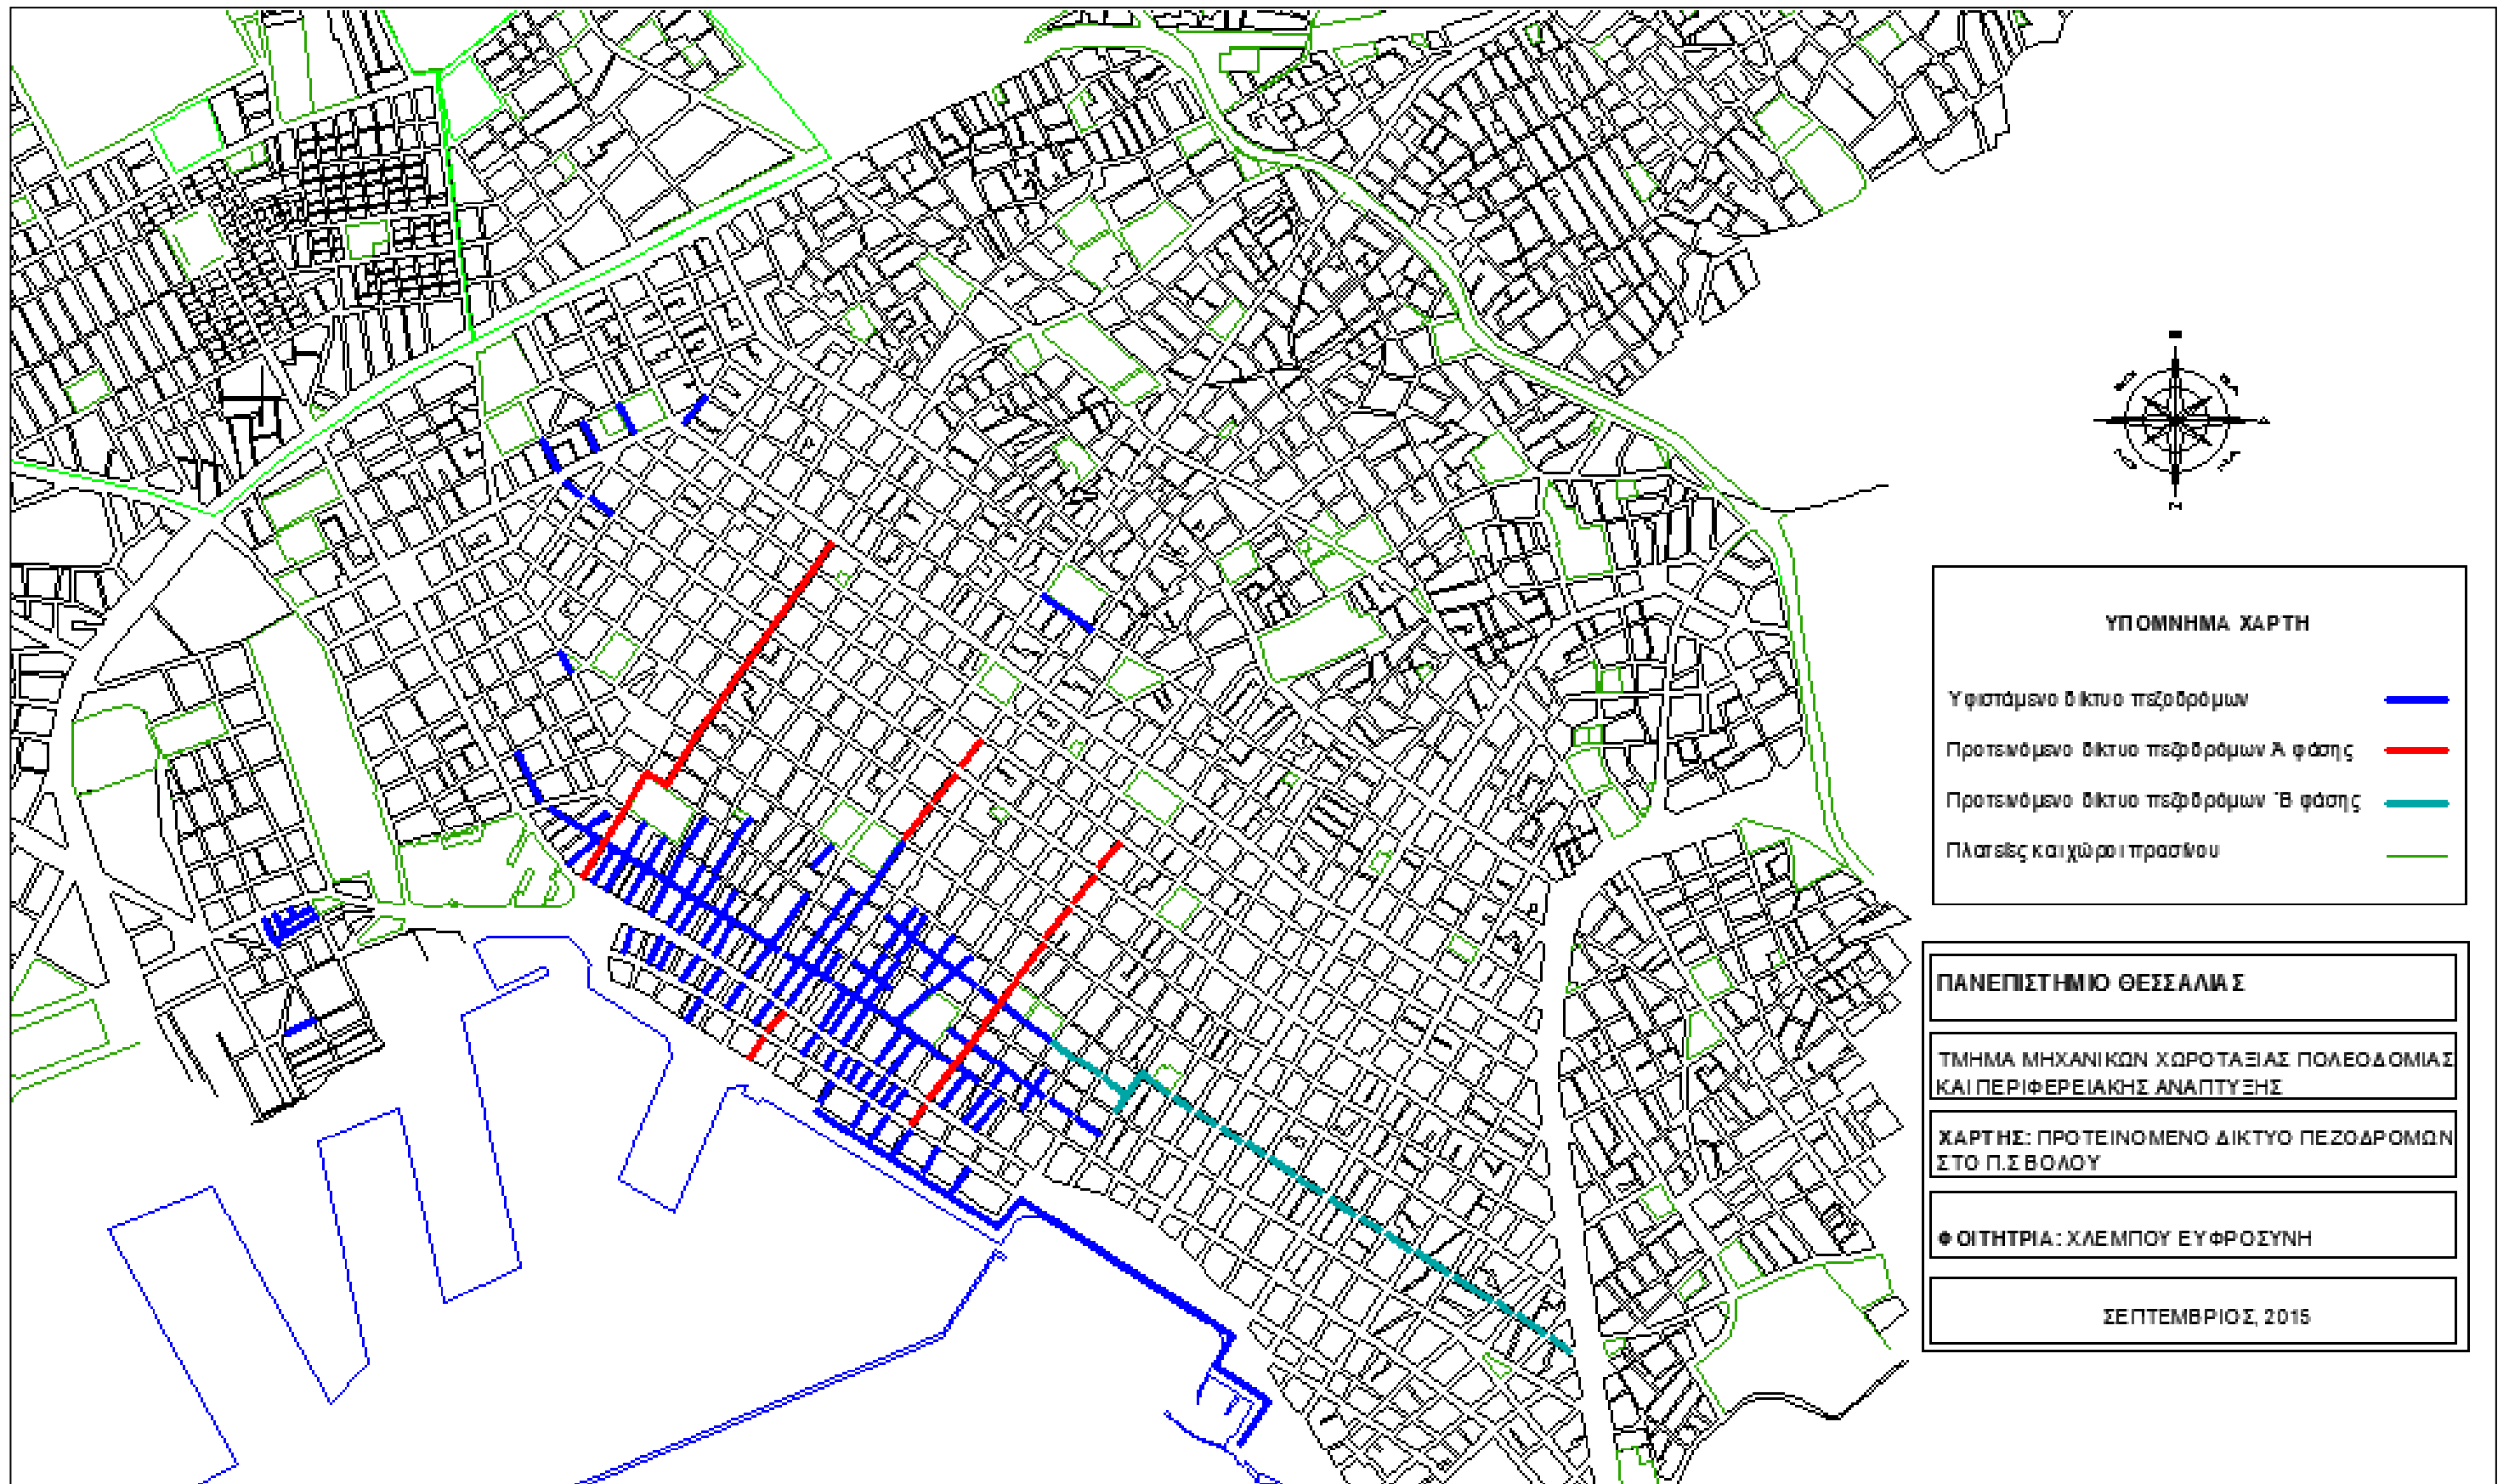 ΥΠΟΜΝΗΜΑ ΧΑΡΤΗ
Υφιστάμενο δίκτυο πεζοδρόμων
Προτεινόμενο δίκτυο πεζοδρόμων Ά φάσης
Προτεινόμενο δίκτυο πεζοδρόμων ΄Β φάσης
Πλατείες και χώροι πρασίνου
ΠΑΝΕΠΙΣΤΗΜΙΟ ΘΕΣΣΑΛΙΑΣ
ΤΜΗΜΑ ΜΗΧΑΝΙΚΩΝ ΧΩΡΟΤΑΞΙΑΣ ΠΟΛΕΟΔΟΜΙΑΣ
ΚΑΙ ΠΕΡΙΦΕΡΕΙΑΚΗΣ ΑΝΑΠΤΥΞΗΣ
ΧΑΡΤΗΣ: ΠΡΟΤΕΙΝΟΜΕΝΟ ΔΙΚΤΥΟ ΠΕΖΟΔΡΟΜΩΝ
ΣΤΟ Π.Σ ΒΟΛΟΥ
ΦΟΙΤΗΤΡΙΑ: ΧΛΕΜΠΟΥ ΕΥΦΡΟΣΥΝΗ
ΣΕΠΤΕΜΒΡΙΟΣ, 2015